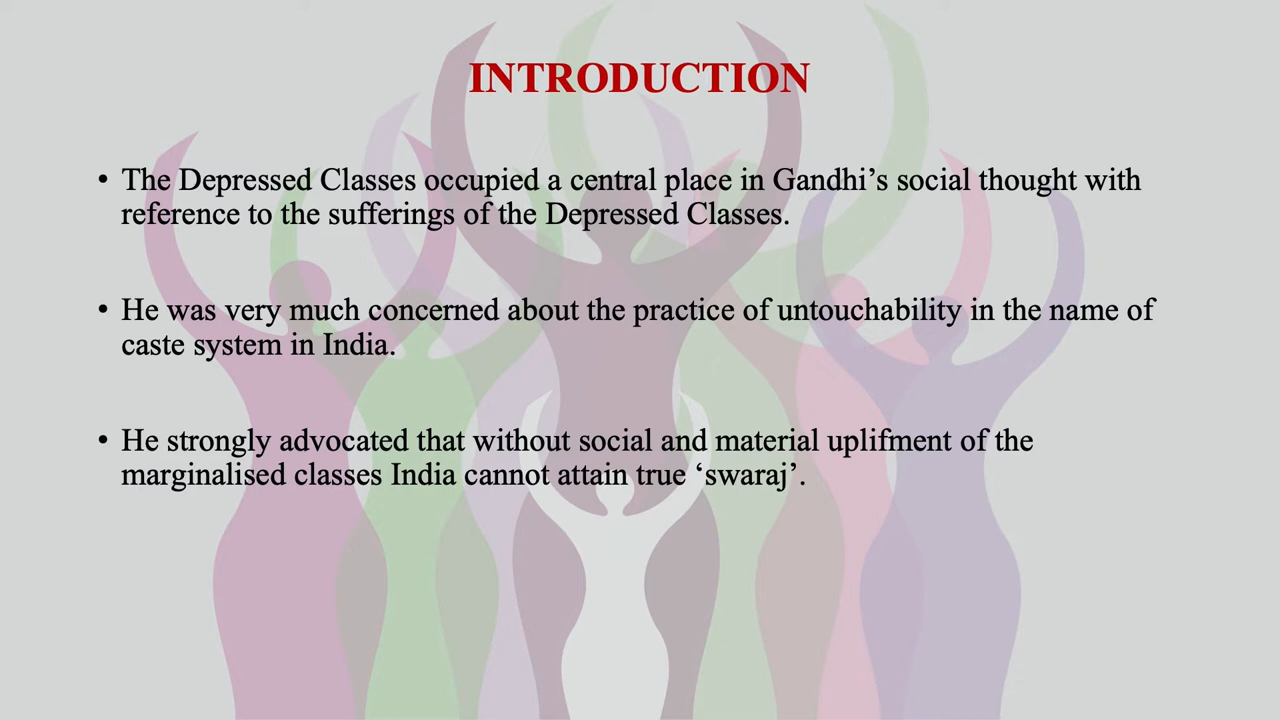 INTRODUCTION
• The Depressed Classes occupied a central place in Gandhi’s social thought with
reference to the sufferings of the Depressed Classes.
• He was very much concerned about the practice of untouchability in the name of
caste system in India.
• He strongly advocated that without social and material uplifment of the
marginalised classes India cannot attain true ‘swaraj’.